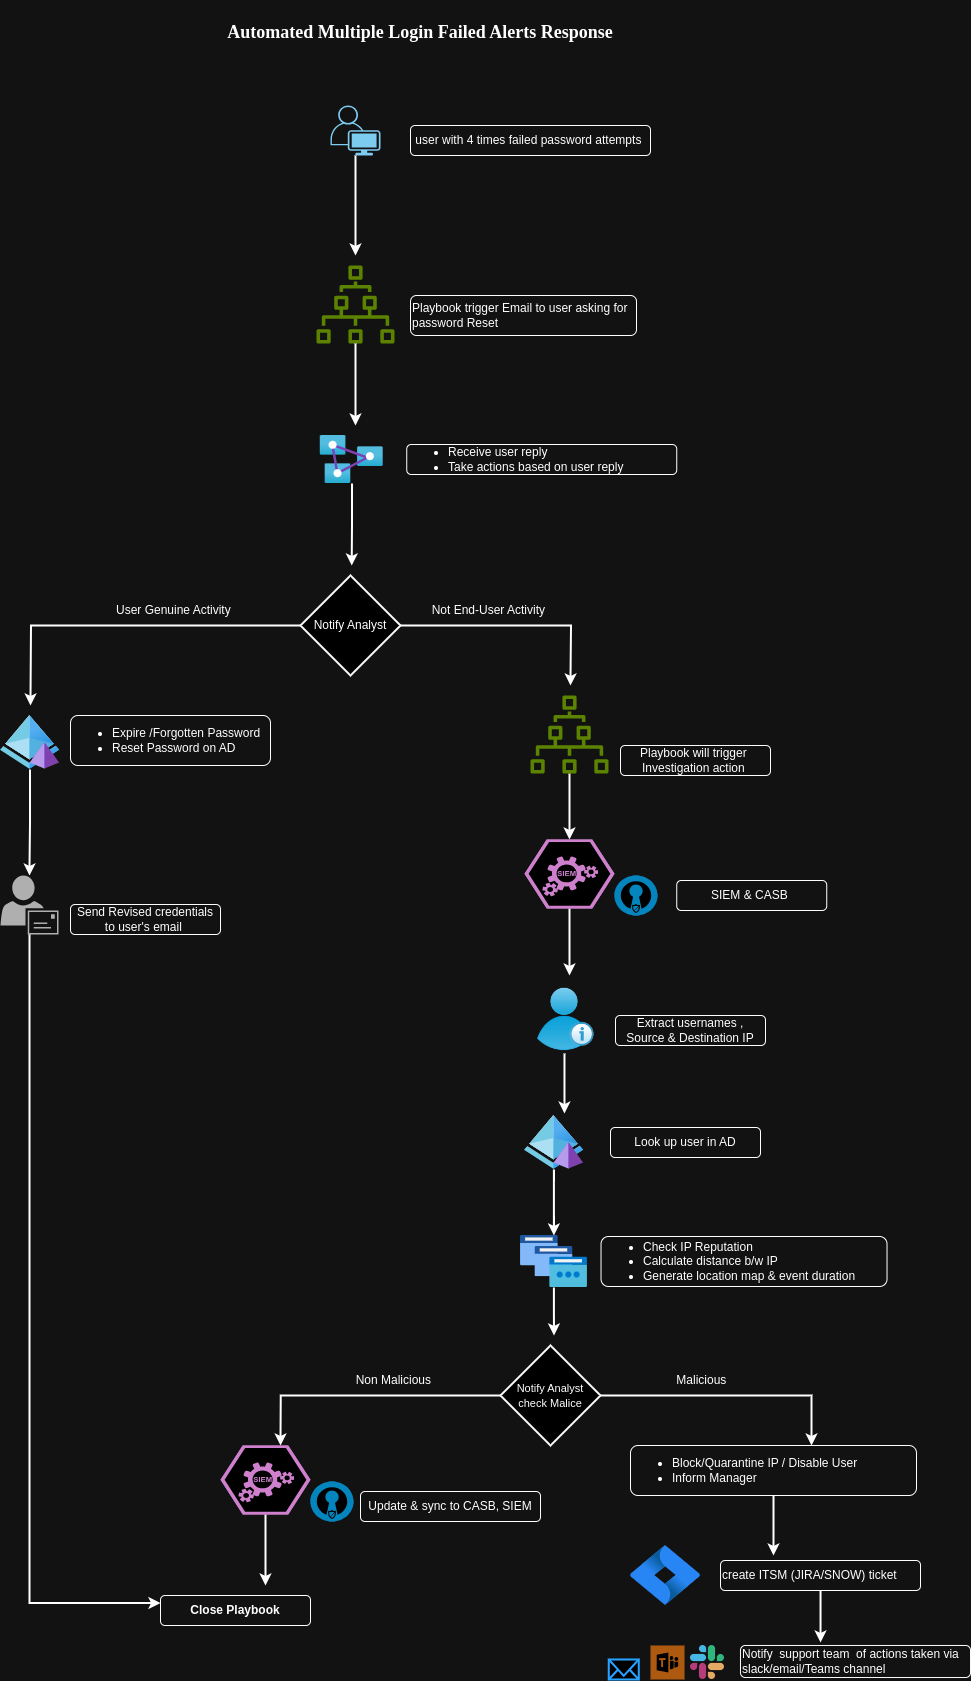 Automated Multiple Login Failed Alerts Response
user with 4 times failed password attempts
Playbook trigger Email to user asking for
password Reset
Receive user reply
Take actions based on user reply
User Genuine Activity
Notify Analyst
Not End-User Activity
Expire /Forgotten Password
Reset Password on AD
Playbook will trigger
Investigation action
SIEM
SIEM & CASB
Send Revised credentials
to user's email
Extract usernames ,
Source & Destination IP
Look up user in AD
Check IP Reputation
Calculate distance b/w IP
Generate location map & event duration
Non Malicious
Notify Analyst
check Malice
Malicious
Block/Quarantine IP / Disable User
Inform Manager
SIEM
Update & sync to CASB, SIEM
create ITSM (JIRA/SNOW) ticket
Close Playbook
Notify support team of actions taken via
slack/email/Teams channel